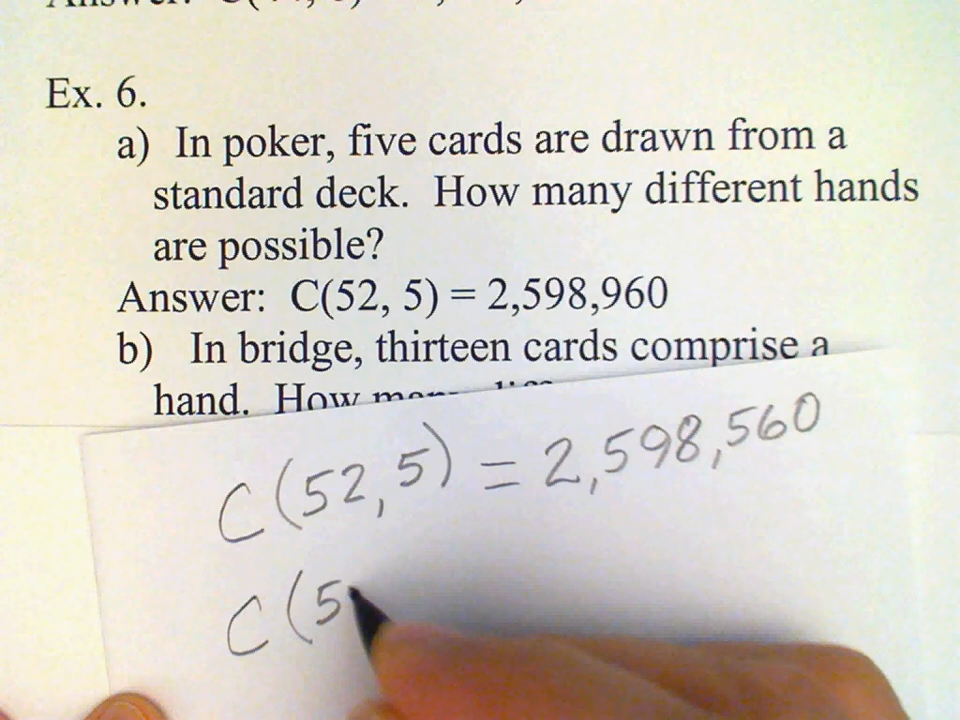 Ex. 6.
a) In poker, five cards are drawn from a
standard deck. How many different hands
are possible?
Answer: C(52, 5) = 2,598,960
b) In bridge, thirteen cards comprise a
hand. How
C(52,5) = 2,598,560
C(5